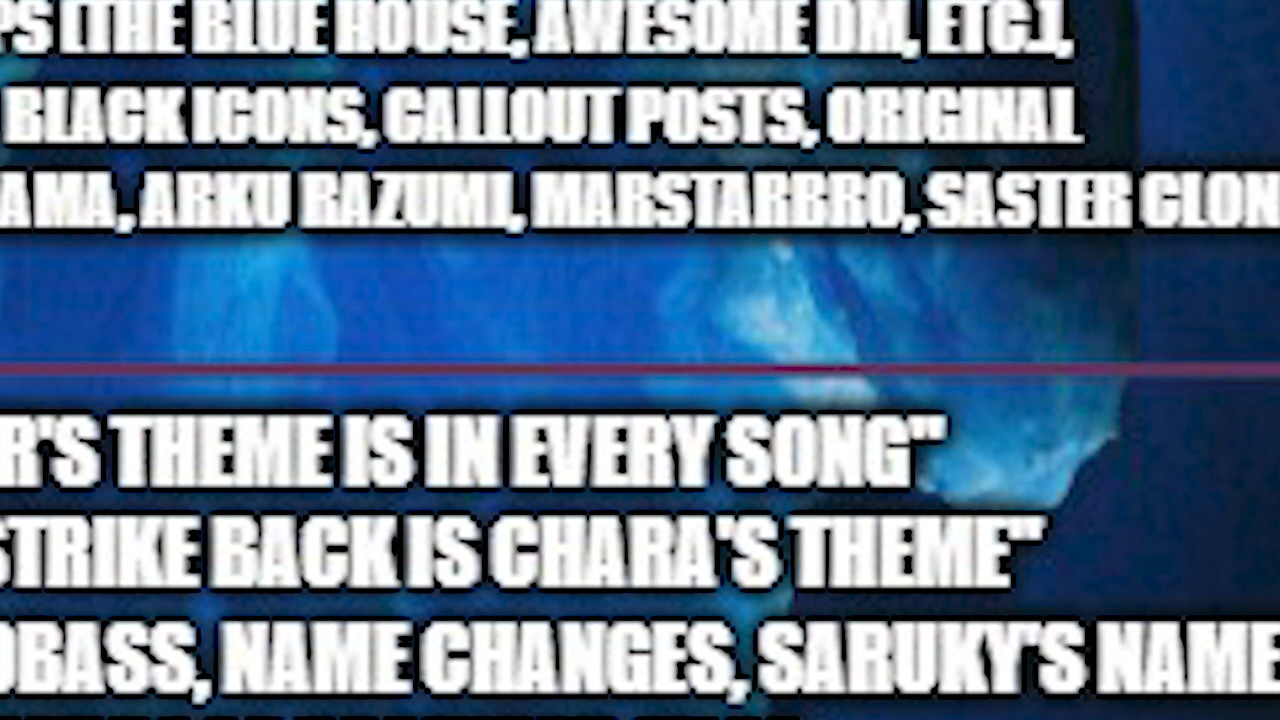 PS [THE BLUE HOUSE, AWESOME DM, ETC.],
BLACK ICONS, CALLOUT POSTS, ORIGINAL
AMA, ARKU RAZUMI, MARSTARBRO, SASTER CLON
R'S THEME IS IN EVERY SONG"
STRIKE BACK IS CHARA'S THEME"
OBASS, NAME CHANGES, SARUKY'S NAME